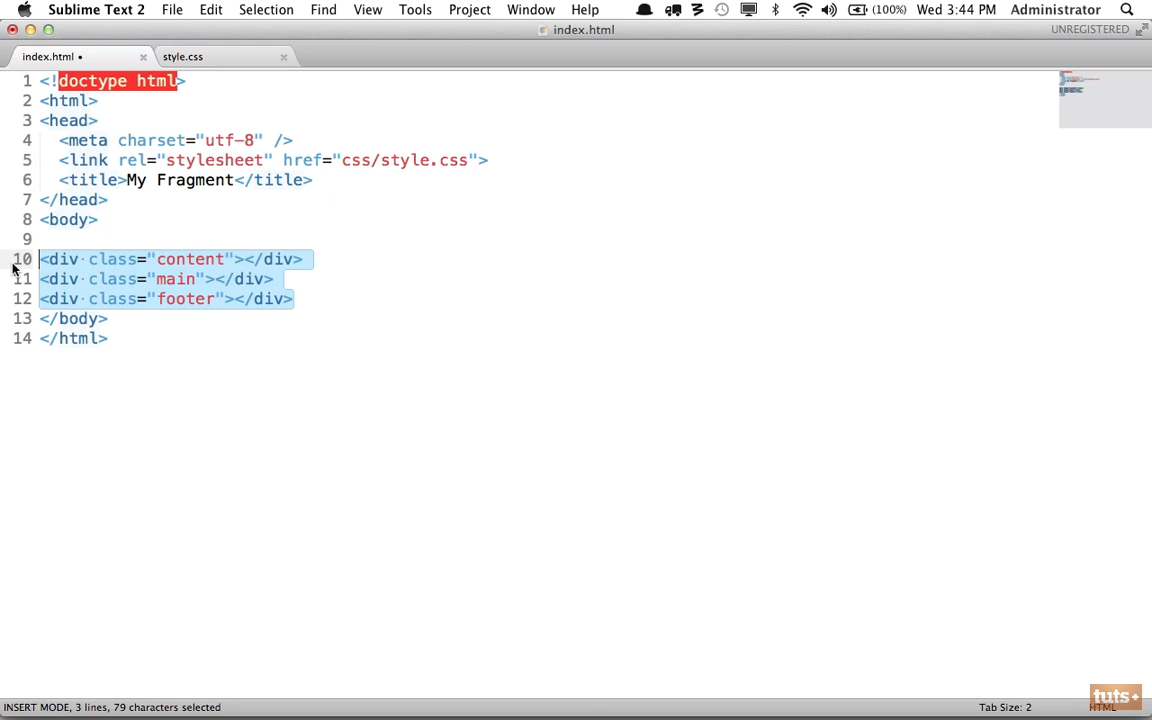 Sublime Text 2 File Edit Selection Find View Tools Project Window Help (100%) Wed 3:44 PM Administrator
index.html UNREGISTERED
index.html • style.css
1 <!doctype html>
2 <html>
3 <head>
4 <meta charset="utf-8" />
5 <link rel="stylesheet" href="css/style.css">
6 <title>My Fragment</title>
7 </head>
8 <body>
9
10 <div class="content"></div>
11 <div class="main"></div>
12 <div class="footer"></div>
13 </body>
14 </html>
INSERT MODE, 3 lines, 79 characters selected Tab Size: 2 HTML
tuts+